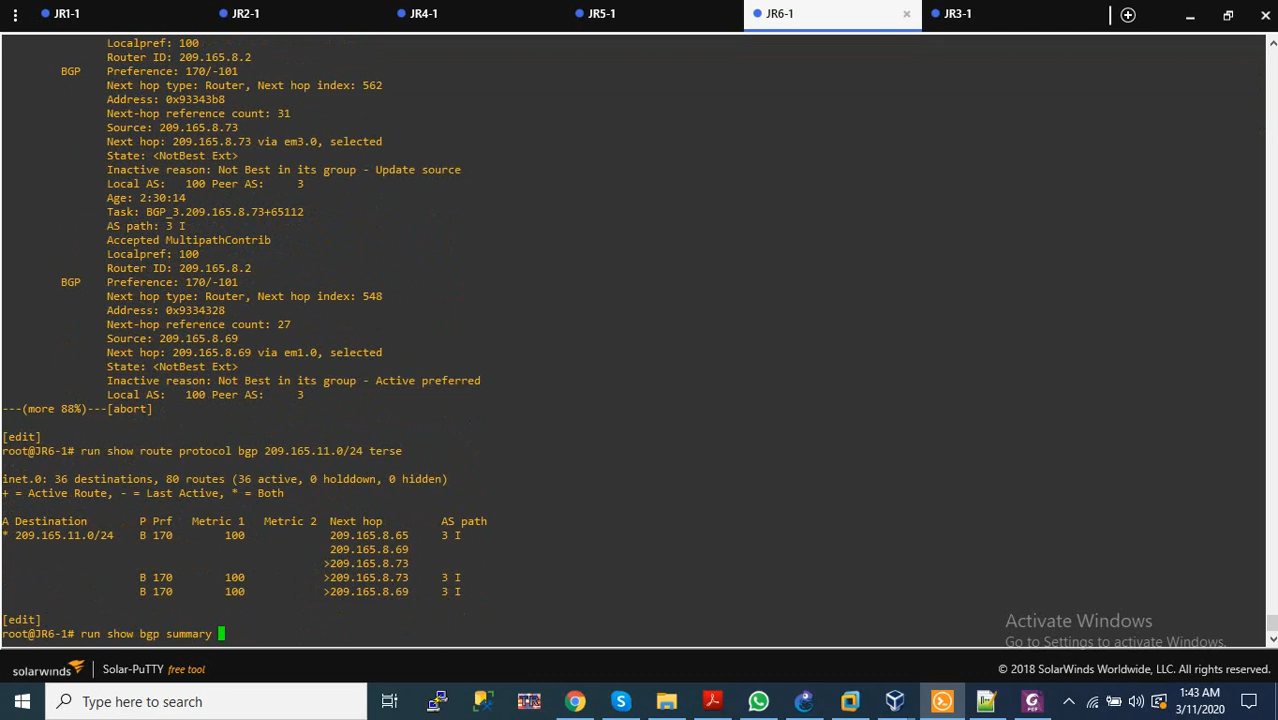 JR1-1 JR2-1 JR4-1 JR5-1 JR6-1 × JR3-1
Localpref: 100
Router ID: 209.165.8.2
BGP Preference: 170/-101
Next hop type: Router, Next hop index: 562
Address: 0x93343b8
Next-hop reference count: 31
Source: 209.165.8.73
Next hop: 209.165.8.73 via em3.0, selected
State: <NotBest Ext>
Inactive reason: Not Best in its group - Update source
Local AS: 100 Peer AS: 3
Age: 2:30:14
Task: BGP_3.209.165.8.73+65112
AS path: 3 I
Accepted MultipathContrib
Localpref: 100
Router ID: 209.165.8.2
BGP Preference: 170/-101
Next hop type: Router, Next hop index: 548
Address: 0x9334328
Next-hop reference count: 27
Source: 209.165.8.69
Next hop: 209.165.8.69 via em1.0, selected
State: <NotBest Ext>
Inactive reason: Not Best in its group - Active preferred
Local AS: 100 Peer AS: 3
---(more 88%)---[abort]
[edit]
root@JR6-1# run show route protocol bgp 209.165.11.0/24 terse
inet.0: 36 destinations, 80 routes (36 active, 0 holddown, 0 hidden)
+ = Active Route, - = Last Active, * = Both
A Destination P Prf Metric 1 Metric 2 Next hop AS path
* 209.165.11.0/24 B 170 100 209.165.8.65 3 I
209.165.8.69
>209.165.8.73
B 170 100 >209.165.8.73 3 I
B 170 100 >209.165.8.69 3 I
[edit]
root@JR6-1# run show bgp summary
Activate Windows
Go to Settings to activate Windows.
solarwinds Solar-PuTTY free tool © 2018 SolarWinds Worldwide, LLC. All rights reserved.
Type here to search
1:43 AM
3/11/2020